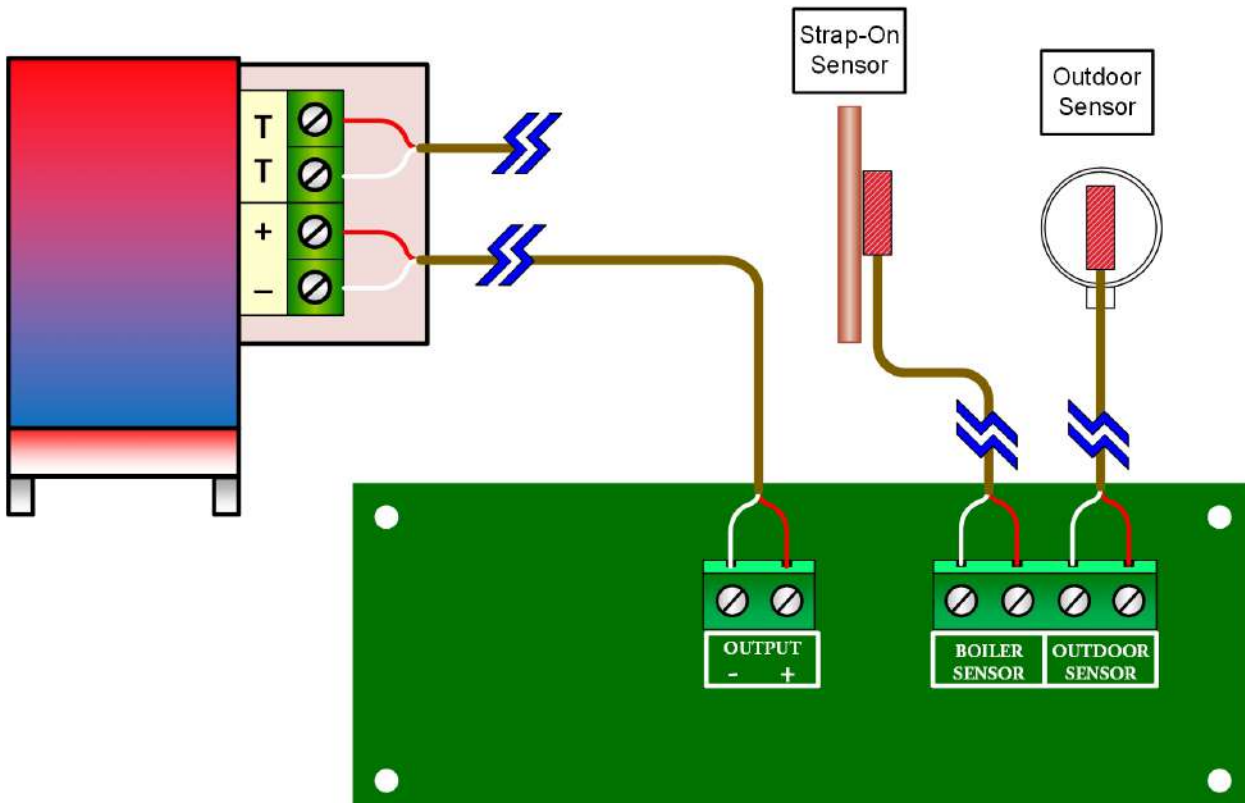 Strap-On
Sensor
Outdoor
Sensor
T
T
+
–
OUTPUT
- +
BOILER
SENSOR
OUTDOOR
SENSOR